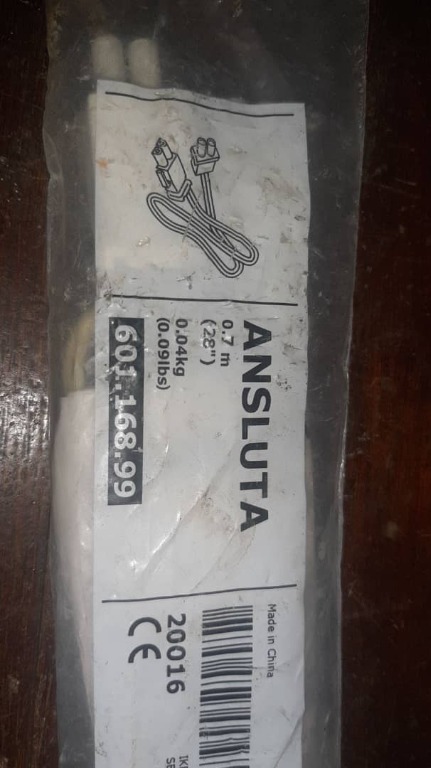 ANSLUTA
0.7 m
(28")
0.04kg
(0.09lbs)
601.168.99
Made in China
20016
CE